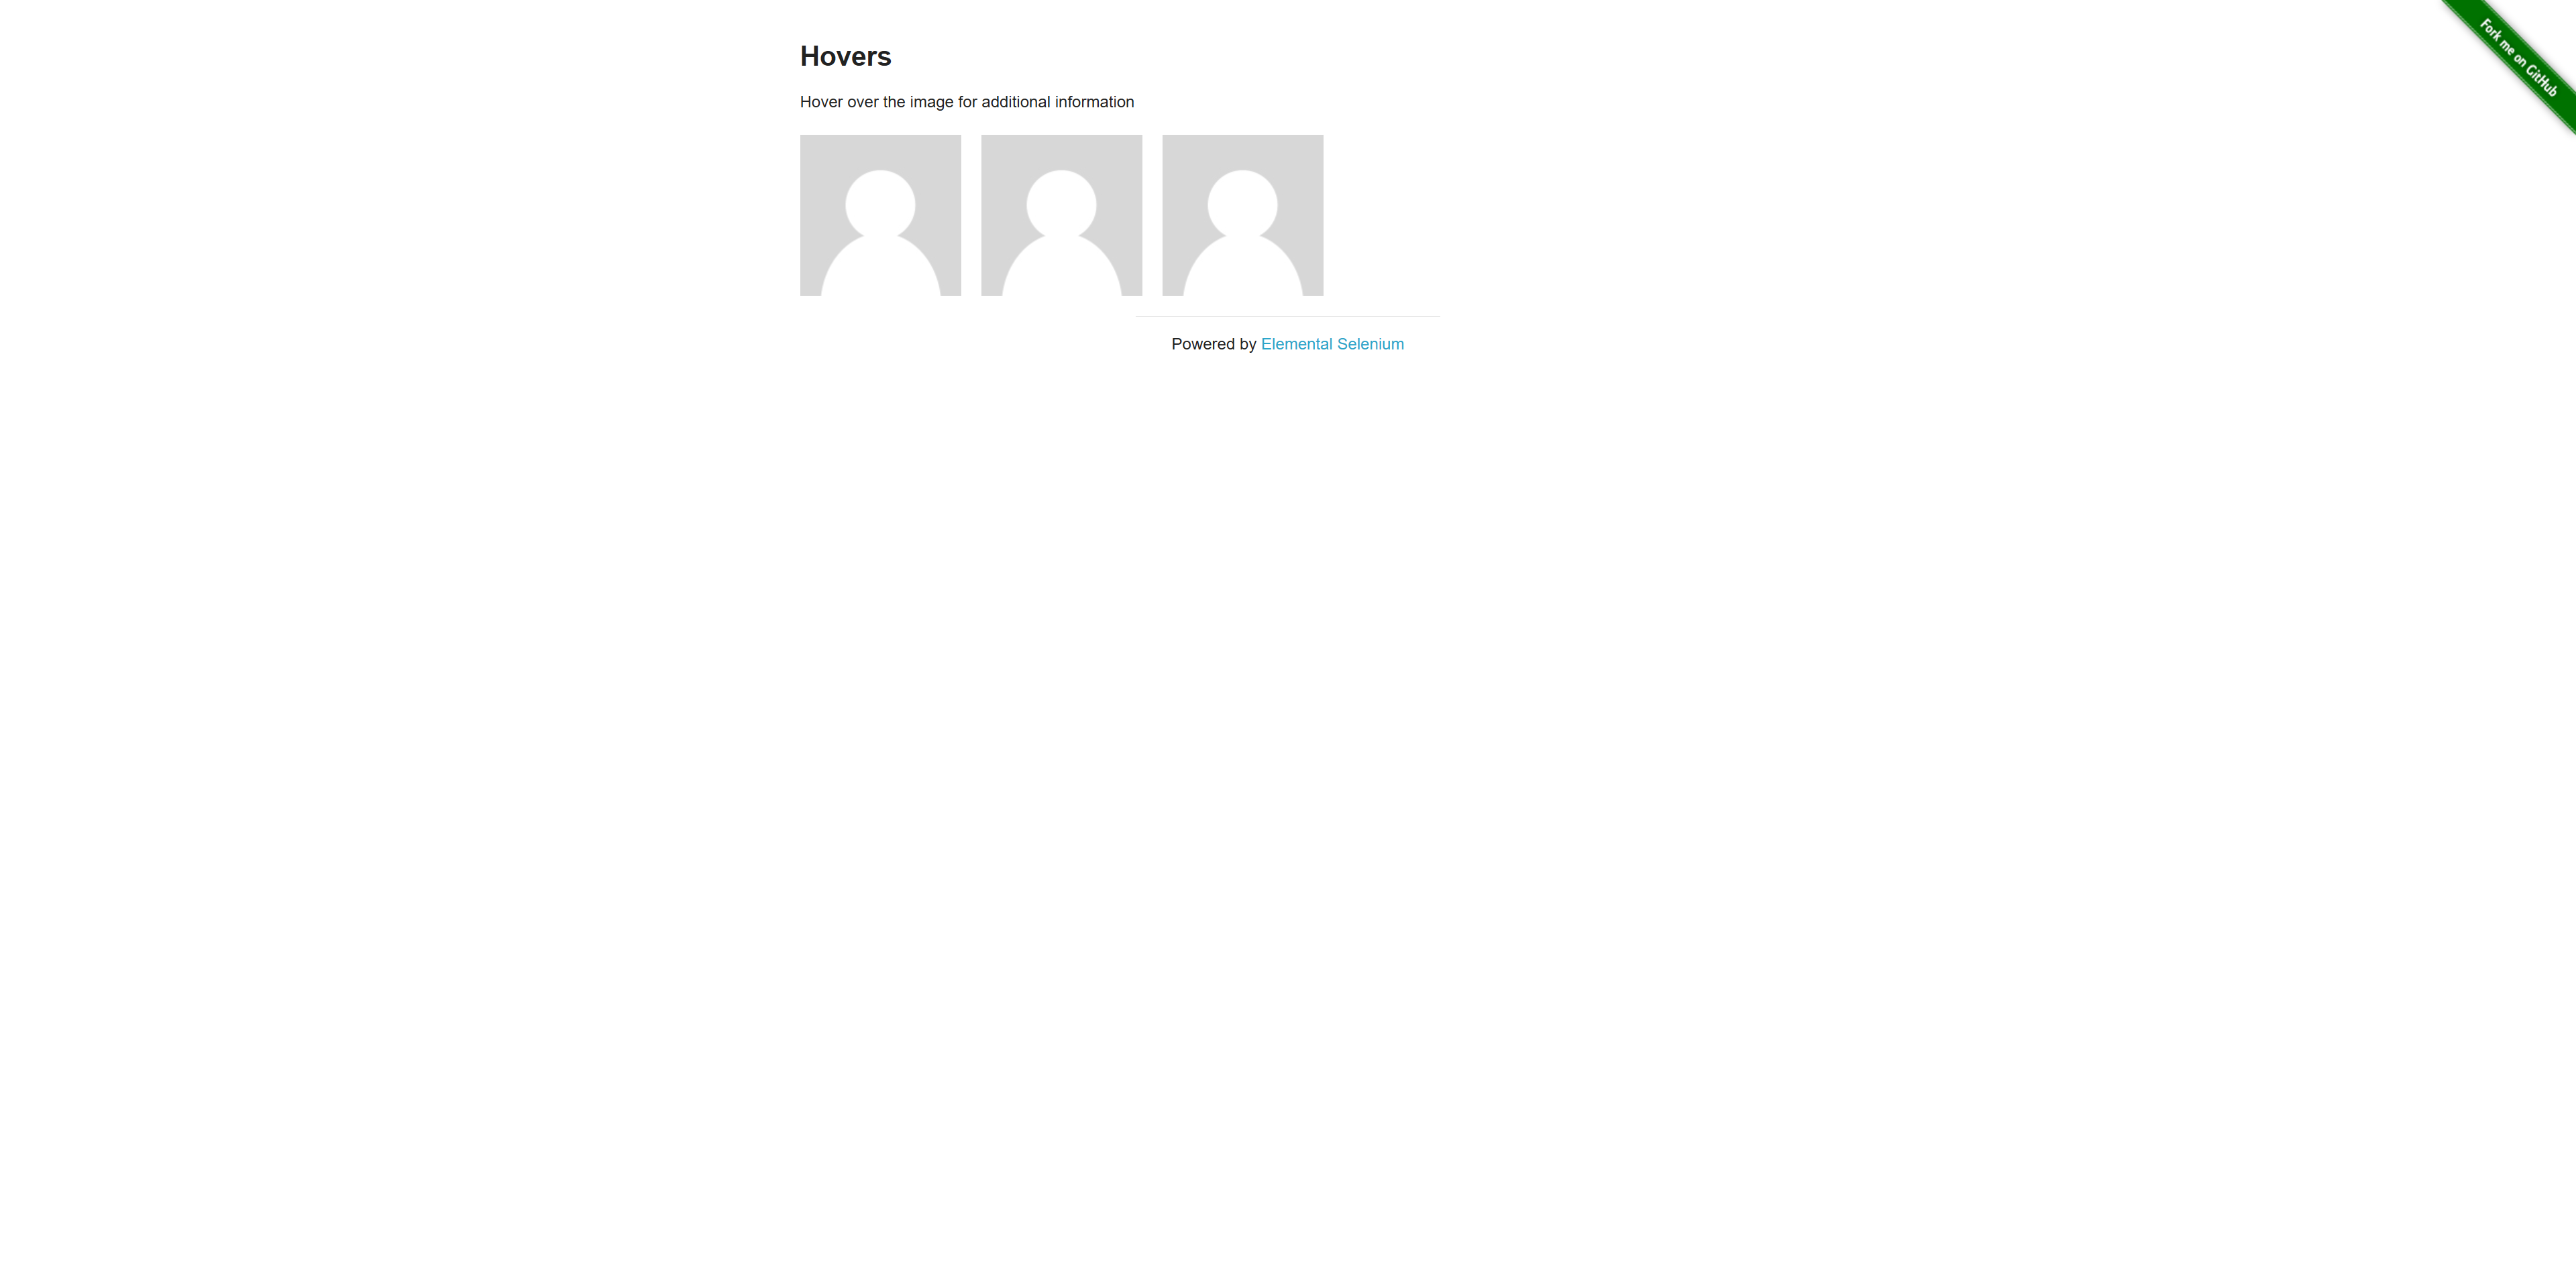 Hovers
Hover over the image for additional information
Powered by Elemental Selenium
Fork me on GitHub